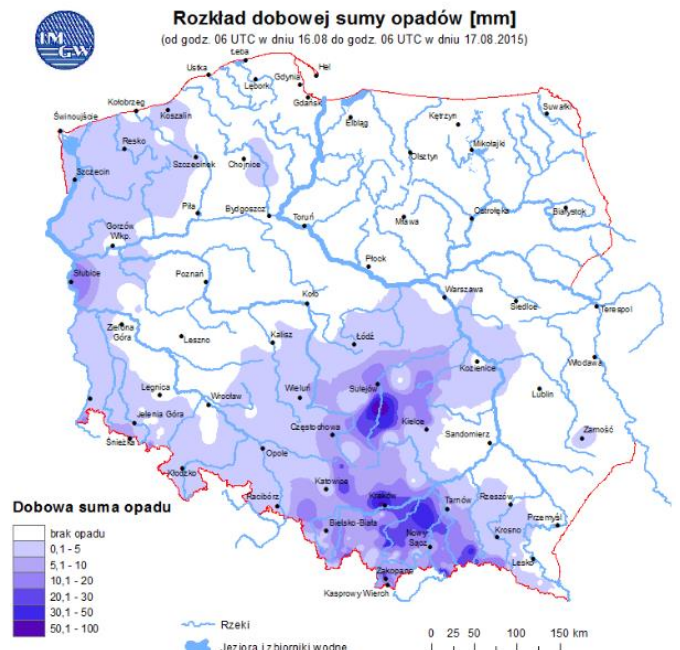 Rozkład dobowej sumy opadów [mm]
(od godz. 06 UTC w dniu 16.08 do godz. 06 UTC w dniu 17.08.2015)
IM
GW
Łeba
Hel
Ustka
Gdynia
Lębork
Gdańsk
Kołobrzeg
Koszalin
Suwałki
Świnoujście
Elbląg
Kętrzyn
Resko
Mikołajki
Szczecinek
Chojnice
Olsztyn
Szczecin
Piła
Bydgoszcz
Toruń
Mława
Ostrołęka
Białystok
Gorzów
Wlkp.
Płock
Słubice
Poznań
Koło
Warszawa
Siedlce
Terespol
Zielona
Góra
Leszno
Kalisz
Łódź
Kozienice
Włodawa
Legnica
Wrocław
Wieluń
Sulejów
Lublin
Jelenia Góra
Częstochowa
Kielce
Sandomierz
Zamość
Śnieżka
Opole
Kłodzko
Katowice
Racibórz
Kraków
Tarnów
Rzeszów
Bielsko-Biała
Przemyśl
Nowy
Sącz
Krosno
Lesko
Zakopane
Kasprowy Wierch
Dobowa suma opadu
brak opadu
0,1 - 5
5,1 - 10
10,1 - 20
20,1 - 30
30,1 - 50
50,1 - 100
Rzeki
Jeziora i zbiorniki wodne
0 25 50 100 150 km